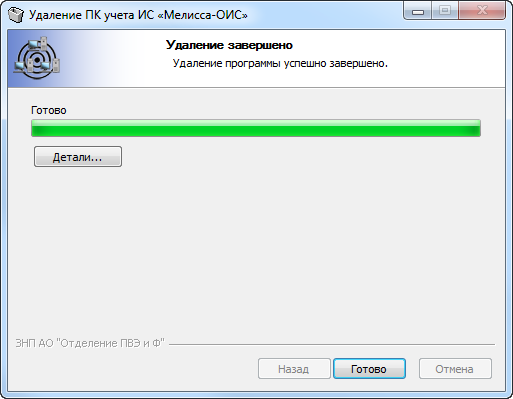 Удаление ПК учета ИС «Мелисса-ОИС»
Удаление завершено
Удаление программы успешно завершено.
Готово
Детали...
ЗНП АО "Отделение ПВЭ и Ф"
Назад
Готово
Отмена